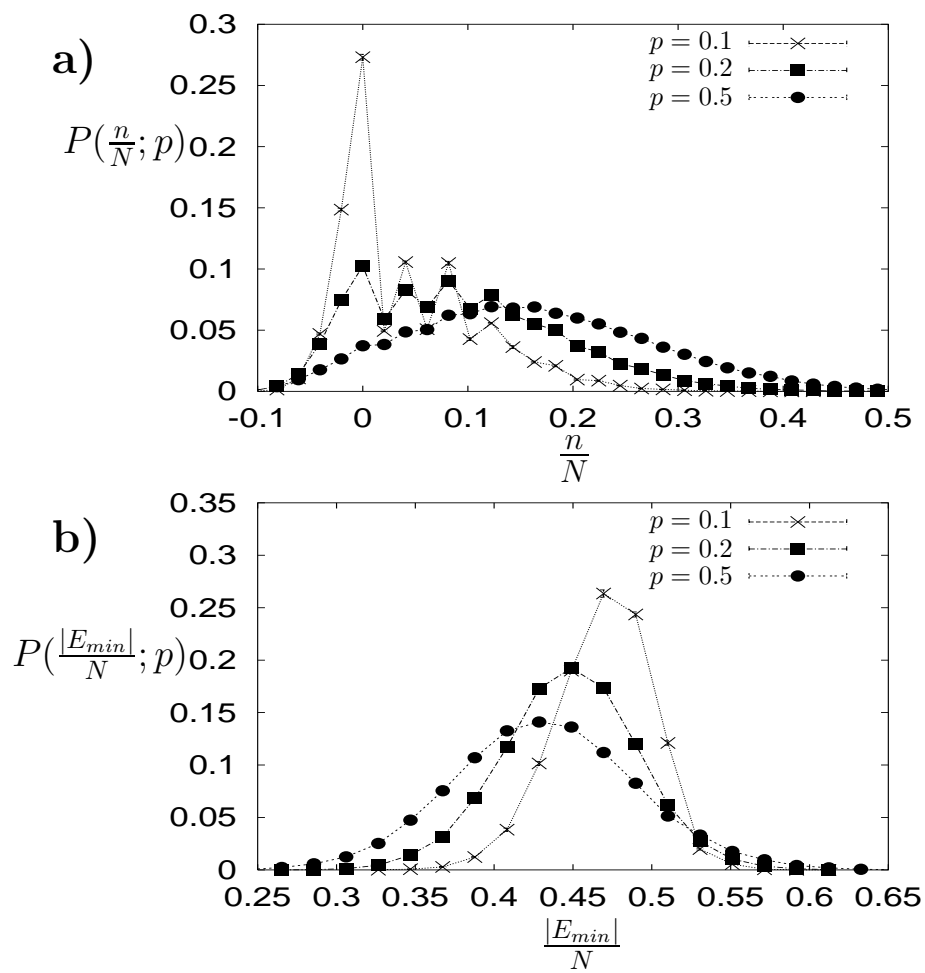 a)
P(n/N; p)
0.3
0.25
0.2
0.15
0.1
0.05
0
p = 0.1
p = 0.2
p = 0.5
-0.1 0 0.1 0.2 0.3 0.4 0.5
n/N
b)
P(|E_min|/N; p)
0.35
0.3
0.25
0.2
0.15
0.1
0.05
0
p = 0.1
p = 0.2
p = 0.5
0.25 0.3 0.35 0.4 0.45 0.5 0.55 0.6 0.65
|E_min|/N